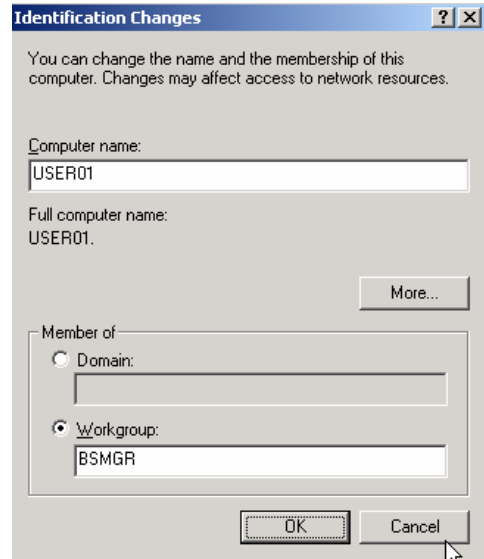 Identification Changes
You can change the name and the membership of this
computer. Changes may affect access to network resources.
Computer name:
USER01
Full computer name:
USER01.
More...
Member of
Domain:
Workgroup:
BSMGR
OK
Cancel